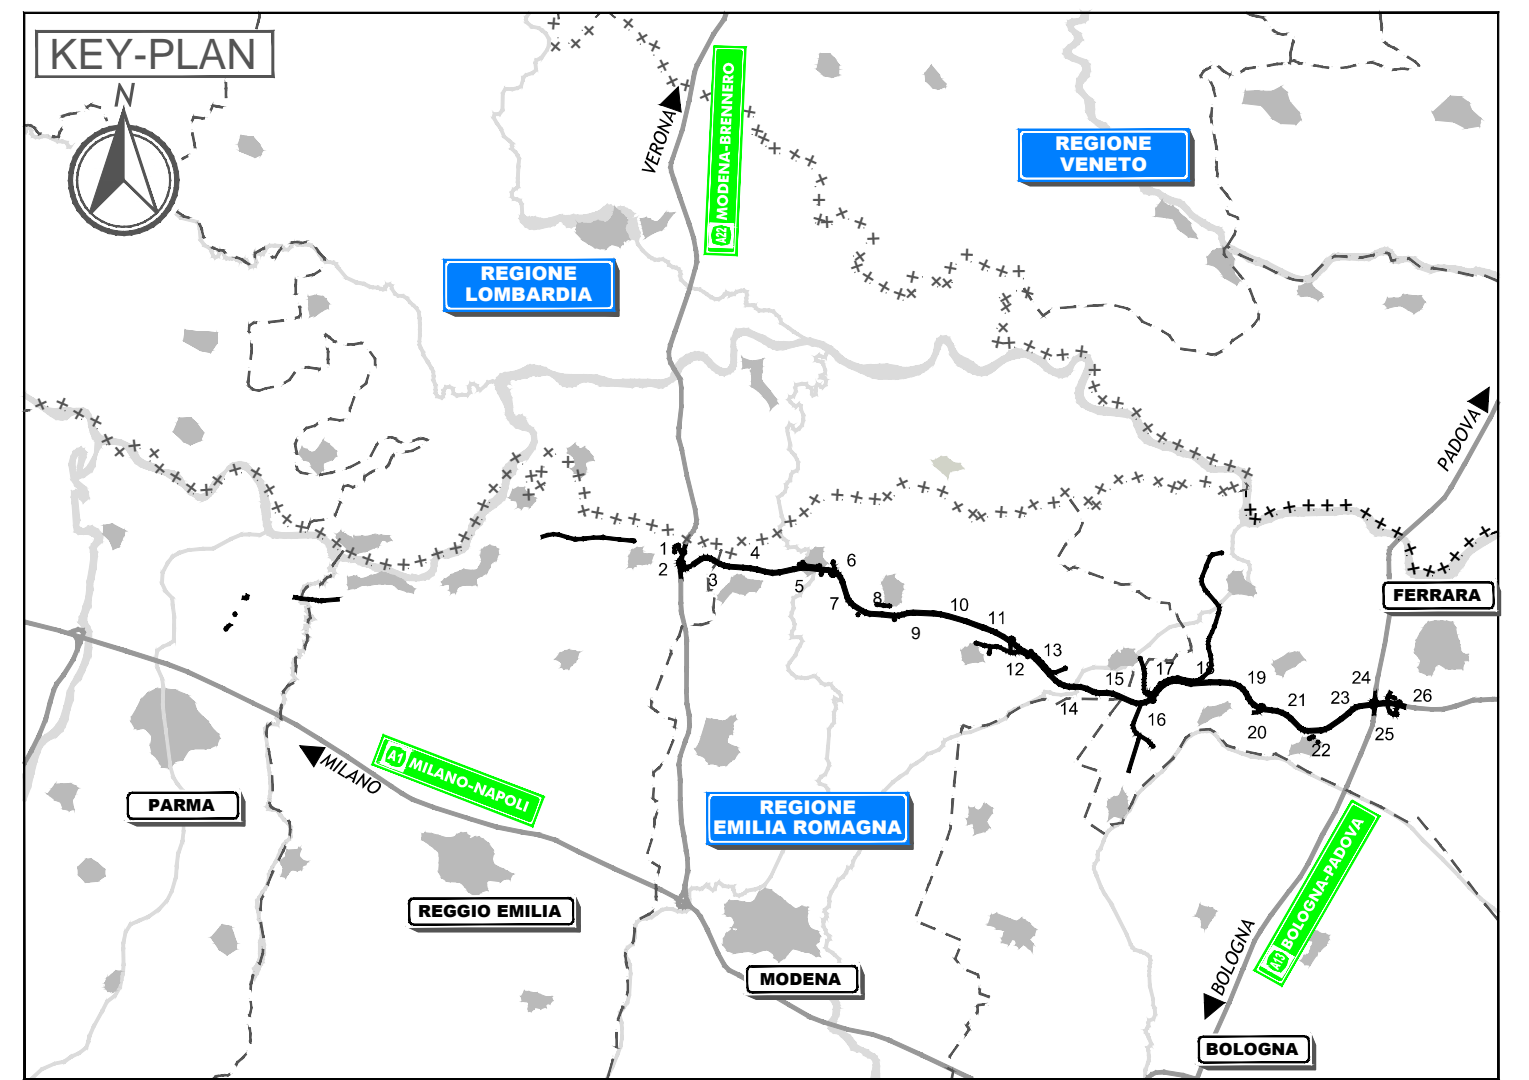 KEY-PLAN
N
VERONA
A22 MODENA-BRENNERO
REGIONE
VENETO
REGIONE
LOMBARDIA
PADOVA
1
2
3
4
5
6
7
8
9
10
11
12
13
14
15
16
17
18
19
20
21
22
23
24
25
26
FERRARA
MILANO
A1 MILANO-NAPOLI
PARMA
REGIONE
EMILIA ROMAGNA
REGGIO EMILIA
MODENA
A13 BOLOGNA-PADOVA
BOLOGNA
BOLOGNA